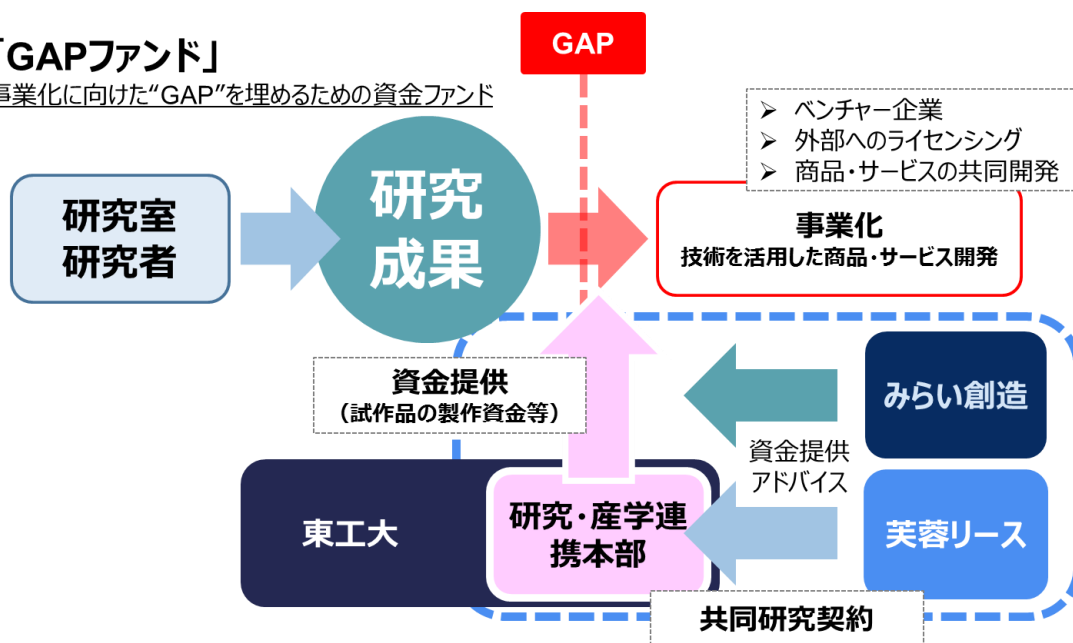 「GAPファンド」
事業化に向けた“GAP”を埋めるための資金ファンド
GAP
➢ ベンチャー企業
➢ 外部へのライセンシング
➢ 商品・サービスの共同開発
研究室
研究者
研究
成果
事業化
技術を活用した商品・サービス開発
資金提供
（試作品の製作資金等）
みらい創造
資金提供
アドバイス
東工大
研究・産学連
携本部
芙蓉リース
共同研究契約